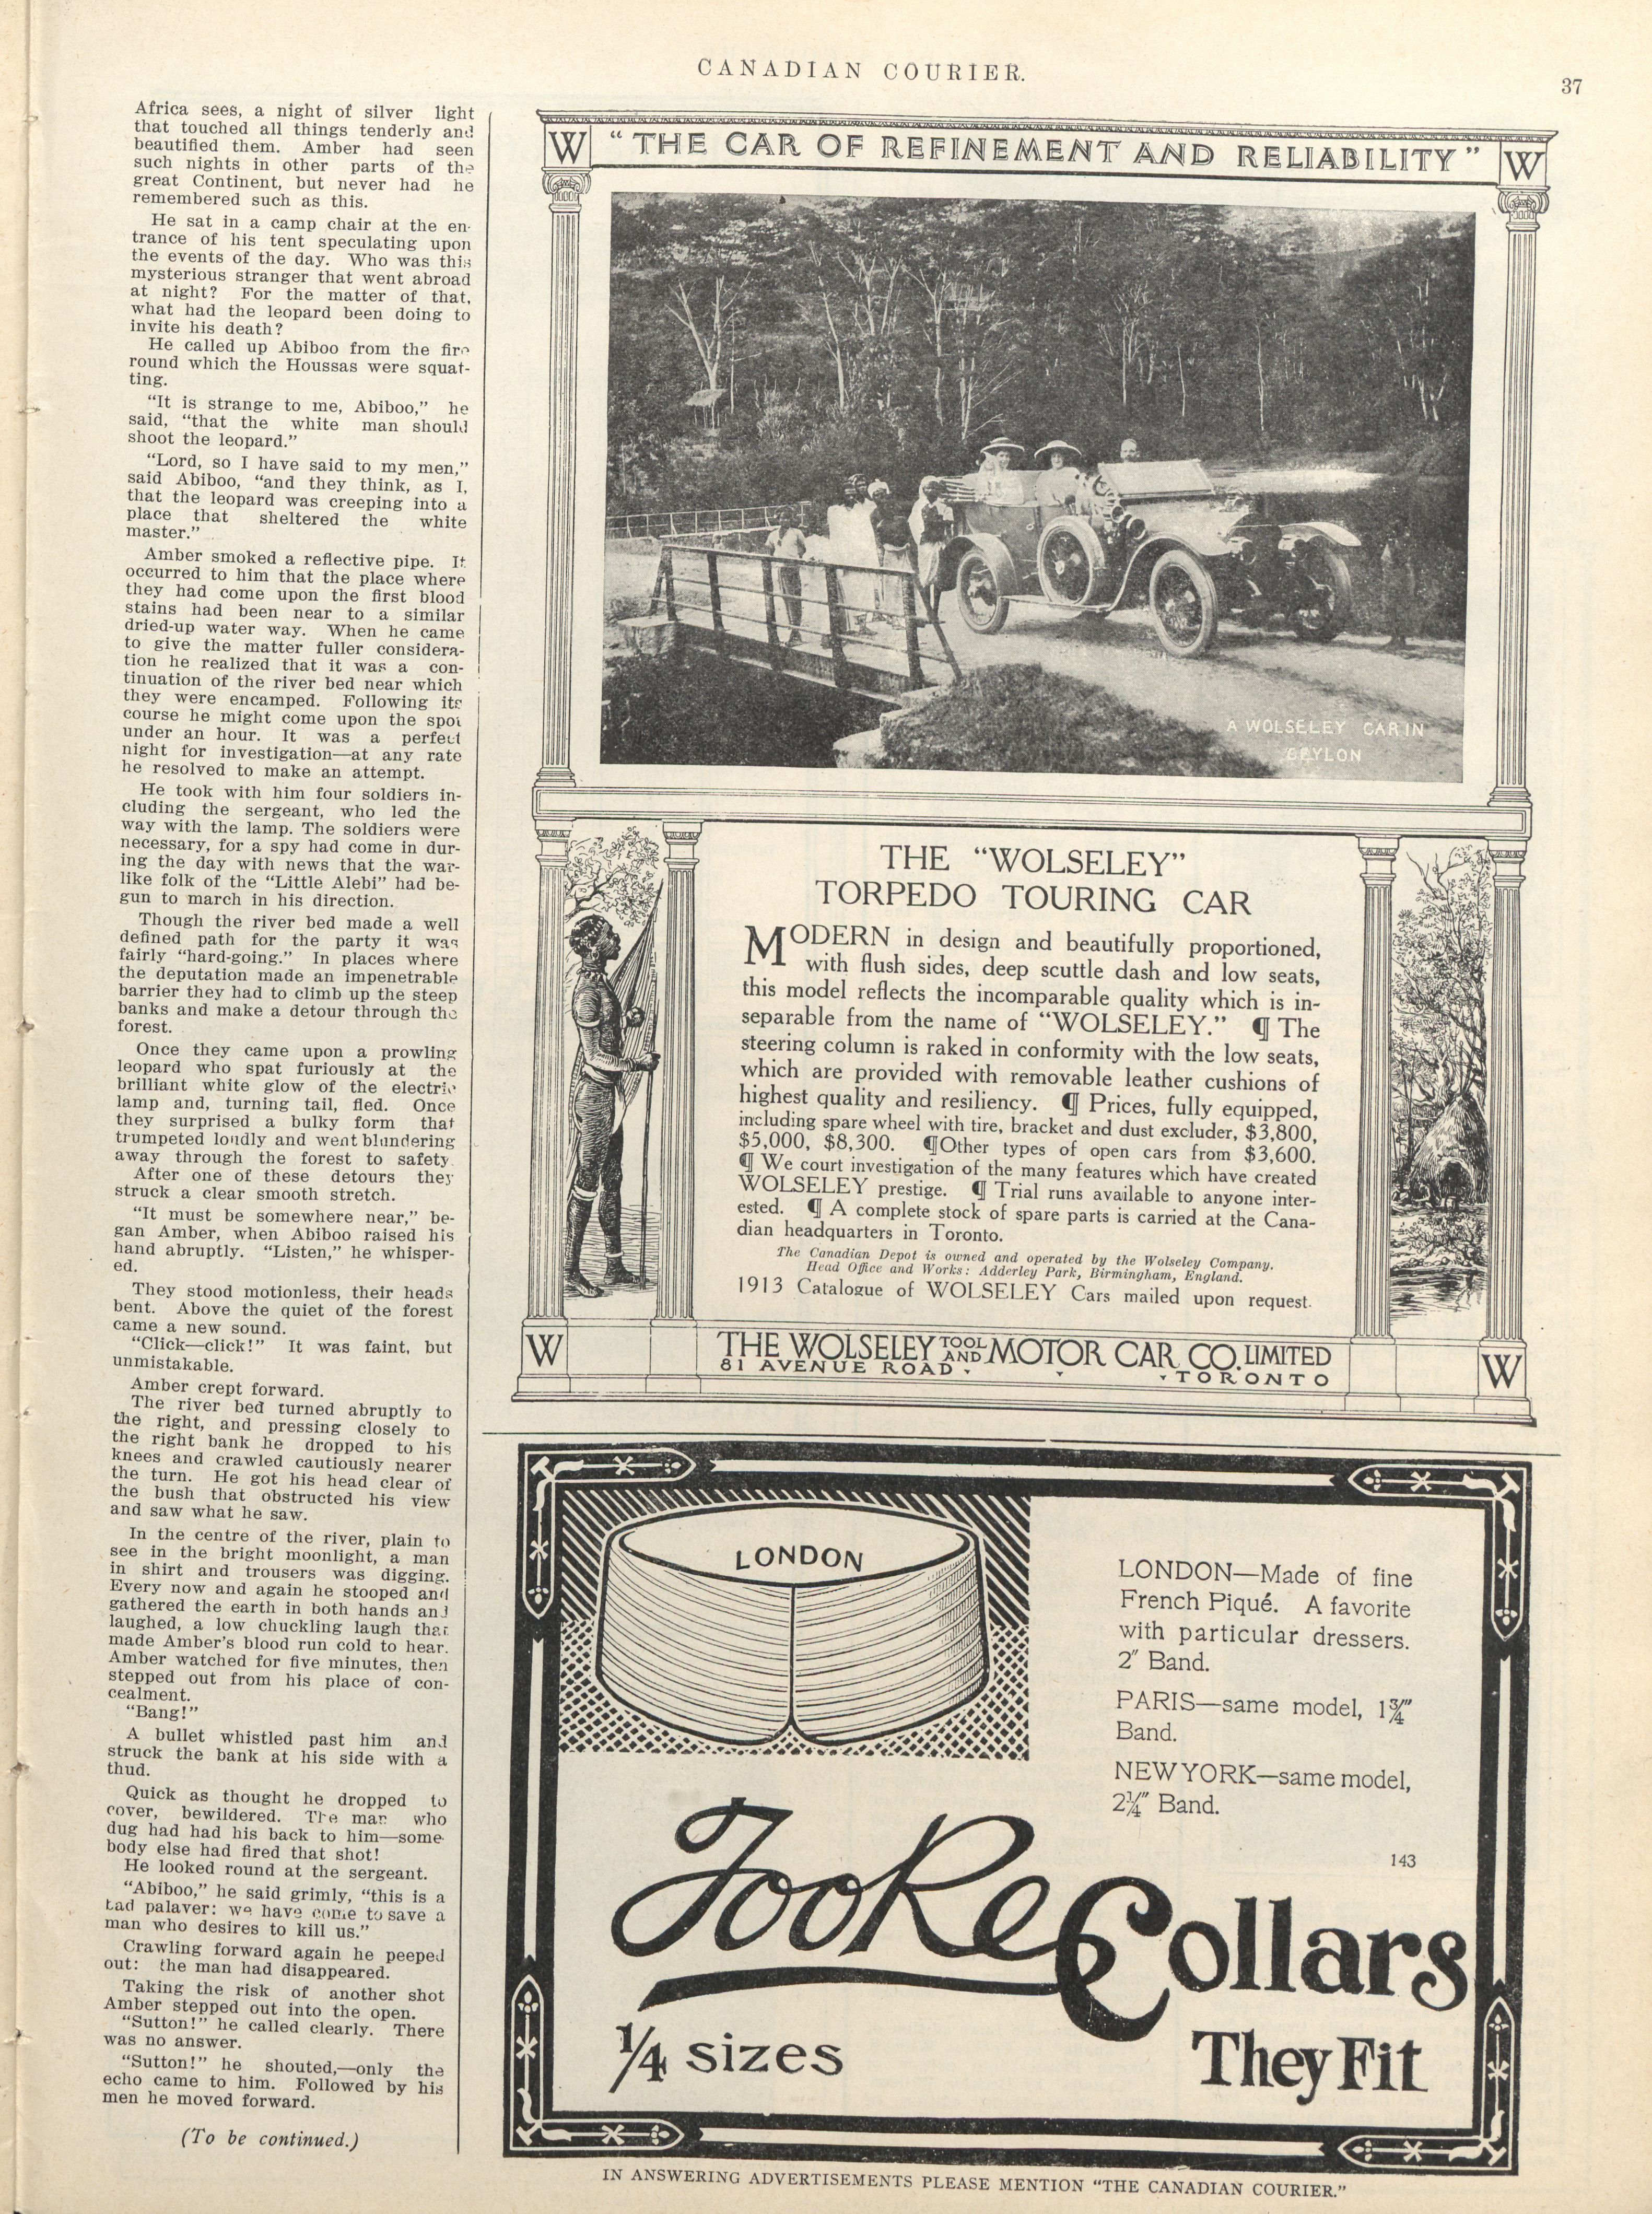 CANADIAN COURIER.
37
Africa sees, a night of silver light
that touched all things tenderly and
beautified them. Amber had seen
such nights in other parts of the
great Continent, but never had he
remembered such as this.
He sat in a camp chair at the en-
trance of his tent speculating upon
the events of the day. Who was this
mysterious stranger that went abroad
at night? For the matter of that,
what had the leopard been doing to
invite his death?
He called up Abiboo from the fire
round which the Houssas were squat-
ting.
"It is strange to me, Abiboo," he
said, "that the white man should
shoot the leopard."
"Lord, so I have said to my men,"
said Abiboo, "and they think, as I,
that the leopard was creeping into a
place that sheltered the white
master."
Amber smoked a reflective pipe. It
occurred to him that the place where
they had come upon the first blood
stains had been near to a similar
dried-up water way. When he came
to give the matter fuller considera-
tion he realized that it was a con-
tinuation of the river bed near which
they were encamped. Following its
course he might come upon the spot
under an hour. It was a perfect
night for investigation—at any rate
he resolved to make an attempt.
He took with him four soldiers in-
cluding the sergeant, who led the
way with the lamp. The soldiers were
necessary, for a spy had come in dur-
ing the day with news that the war-
like folk of the "Little Alebi" had be-
gun to march in his direction.
Though the river bed made a well
defined path for the party it was
fairly "hard-going." In places where
the deputation made an impenetrable
barrier they had to climb up the steep
banks and make a detour through the
forest.
Once they came upon a prowling
leopard who spat furiously at the
brilliant white glow of the electric
lamp and, turning tail, fled. Once
they surprised a bulky form that
trumpeted loudly and went blundering
away through the forest to safety.
After one of these detours they
struck a clear smooth stretch.
"It must be somewhere near," be-
gan Amber, when Abiboo raised his
hand abruptly. "Listen," he whisper-
ed.
They stood motionless, their heads
bent. Above the quiet of the forest
came a new sound.
"Click—click!" It was faint, but
unmistakable.
Amber crept forward.
The river bed turned abruptly to
the right, and pressing closely to
the right bank he dropped to his
knees and crawled cautiously nearer
the turn. He got his head clear of
the bush that obstructed his view
and saw what he saw.
In the centre of the river, plain to
see in the bright moonlight, a man
in shirt and trousers was digging.
Every now and again he stooped and
gathered the earth in both hands and
laughed, a low chuckling laugh that
made Amber's blood run cold to hear.
Amber watched for five minutes, then
stepped out from his place of con-
cealment.
"Bang!"
A bullet whistled past him and
struck the bank at his side with a
thud.
Quick as thought he dropped to
cover, bewildered. The man who
dug had had his back to him—some-
body else had fired that shot!
He looked round at the sergeant.
"Abiboo," he said grimly, "this is a
bad palaver: we have come to save a
man who desires to kill us."
Crawling forward again he peeped
out: the man had disappeared.
Taking the risk of another shot
Amber stepped out into the open.
"Sutton!" he called clearly. There
was no answer.
"Sutton!" he shouted,—only the
echo came to him. Followed by his
men he moved forward.
(To be continued.)
W "THE CAR OF REFINEMENT AND RELIABILITY" W
A WOLSELEY CAR IN
CEYLON
THE "WOLSELEY"
TORPEDO TOURING CAR
MODERN in design and beautifully proportioned,
with flush sides, deep scuttle dash and low seats,
this model reflects the incomparable quality which is in-
separable from the name of "WOLSELEY." ¶ The
steering column is raked in conformity with the low seats,
which are provided with removable leather cushions of
highest quality and resiliency. ¶ Prices, fully equipped,
including spare wheel with tire, bracket and dust excluder, $3,800,
$5,000, $8,300. ¶Other types of open cars from $3,600.
¶ We court investigation of the many features which have created
WOLSELEY prestige. ¶ Trial runs available to anyone inter-
ested. ¶ A complete stock of spare parts is carried at the Cana-
dian headquarters in Toronto.
The Canadian Depot is owned and operated by the Wolseley Company.
Head Office and Works: Adderley Park, Birmingham, England.
1913 Catalogue of WOLSELEY Cars mailed upon request.
W THE WOLSELEY TOOL AND MOTOR CAR CO. LIMITED W
81 AVENUE ROAD TORONTO
LONDON
LONDON—Made of fine
French Piqué. A favorite
with particular dressers.
2″ Band.
PARIS—same model, 1¾″
Band.
NEW YORK—same model,
2¼″ Band.
143
Tooke Collars
¼ sizes They Fit
IN ANSWERING ADVERTISEMENTS PLEASE MENTION "THE CANADIAN COURIER."